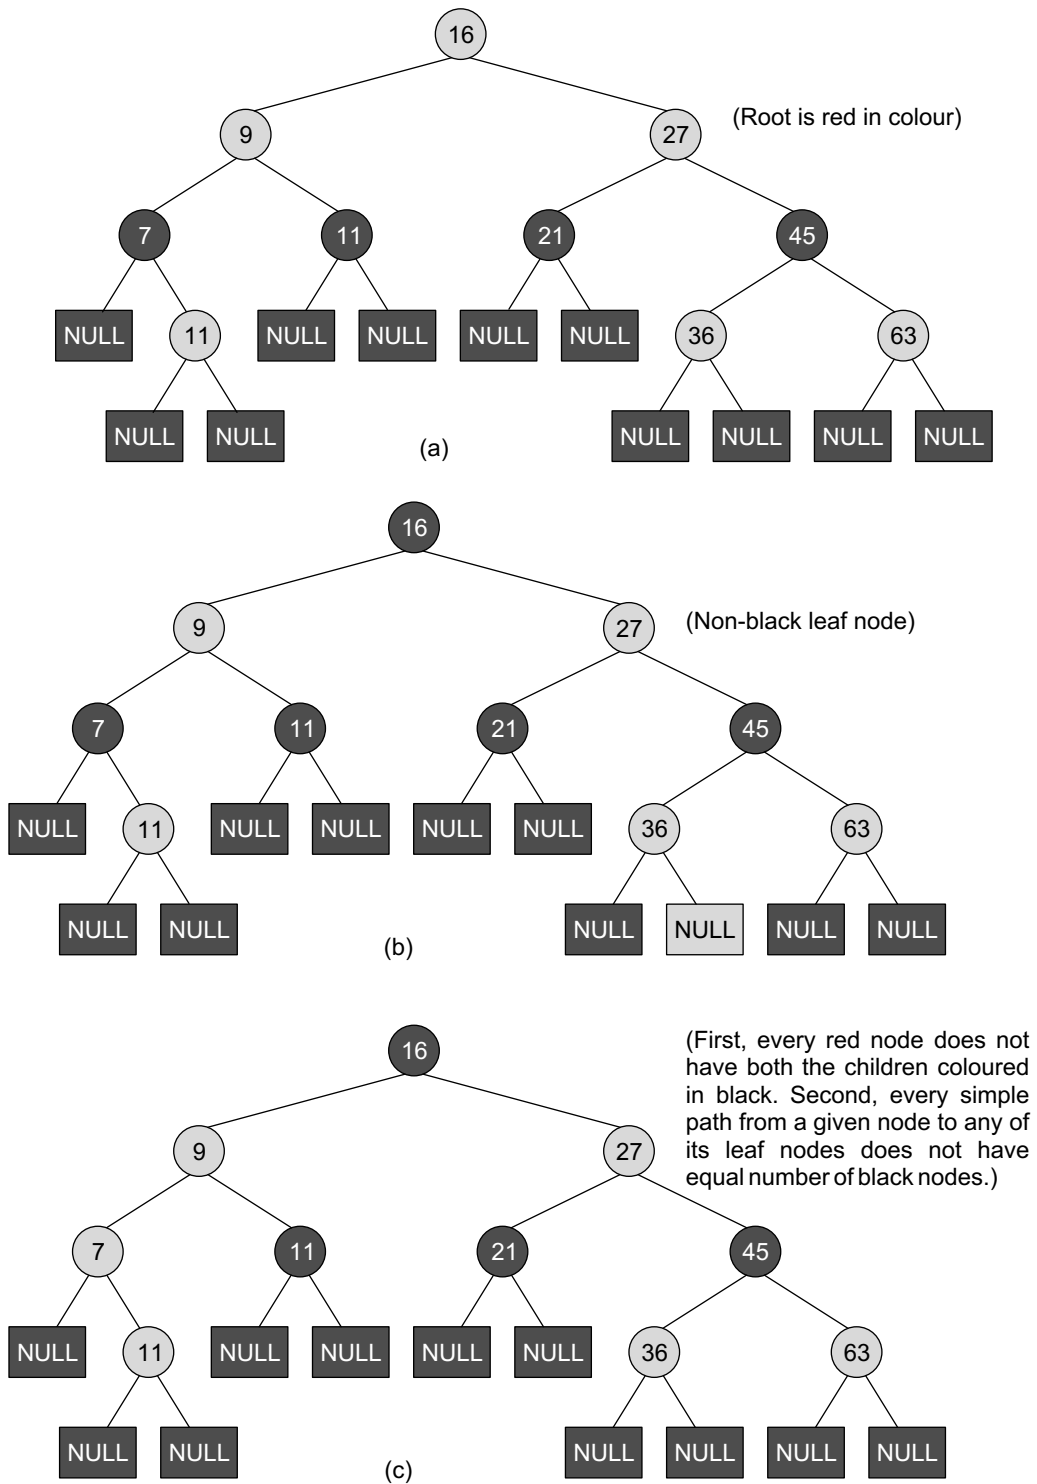 16
9 27 (Root is red in colour)
7 11 21 45
NULL 11 NULL NULL NULL NULL 36 63
NULL NULL NULL NULL NULL NULL
(a)
16
9 27 (Non-black leaf node)
7 11 21 45
NULL 11 NULL NULL NULL NULL 36 63
NULL NULL NULL NULL NULL NULL
(b)
16
(First, every red node does not
have both the children coloured
in black. Second, every simple
path from a given node to any of
its leaf nodes does not have
equal number of black nodes.)
9 27
7 11 21 45
NULL 11 NULL NULL NULL NULL 36 63
NULL NULL NULL NULL NULL NULL
(c)